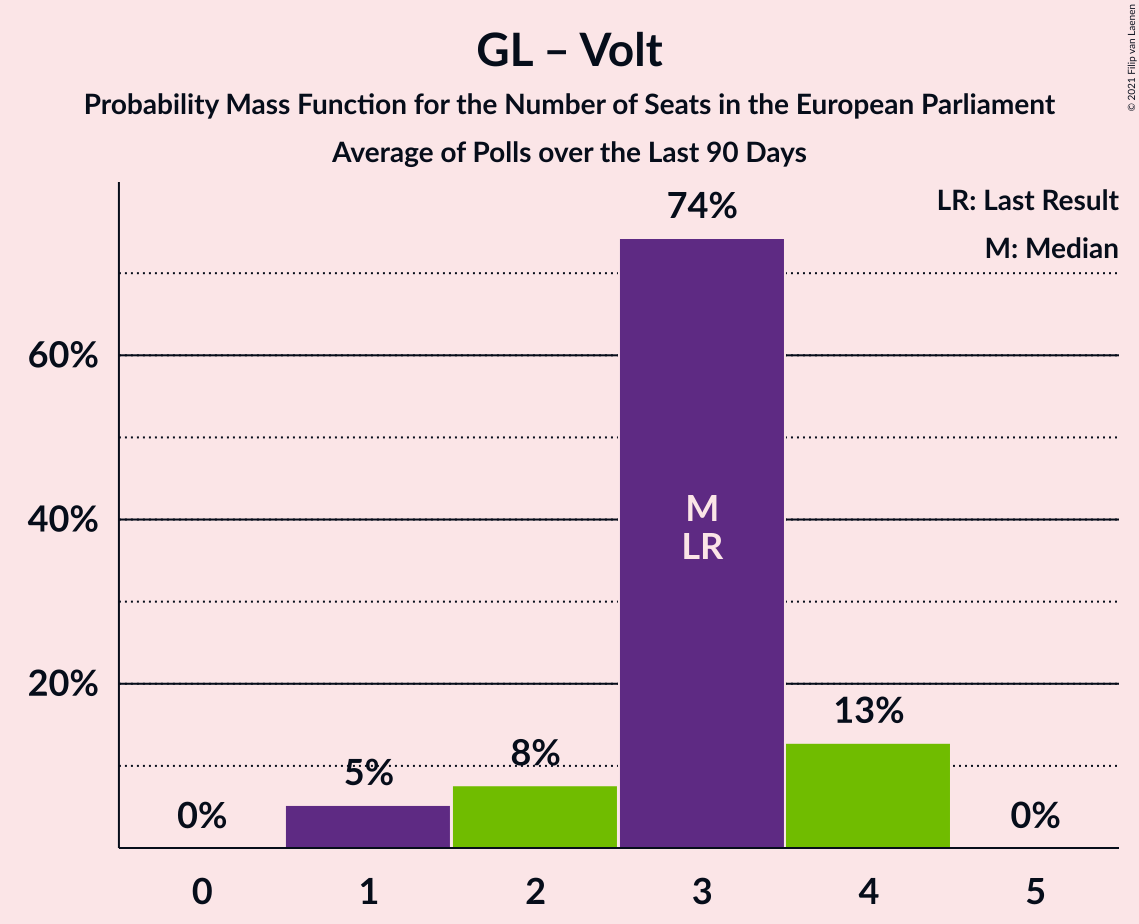 GL – Volt
Probability Mass Function for the Number of Seats in the European Parliament
Average of Polls over the Last 90 Days
© 2021 Filip van Laenen
LR: Last Result
M: Median
60%
40%
20%
0%
5%
8%
74%
M
LR
13%
0%
0
1
2
3
4
5